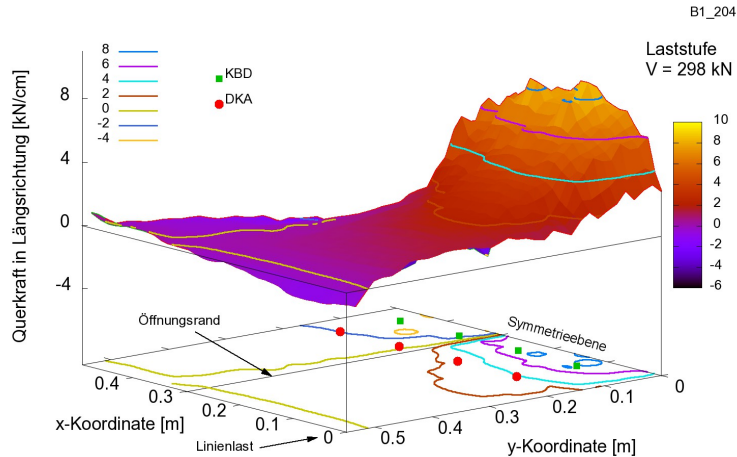 B1_204
Laststufe
V = 298 kN
8
6
4
2
0
-2
-4
KBD
DKA
Querkraft in Längsrichtung [kN/cm]
8
4
0
-4
10
8
6
4
2
0
-2
-4
-6
Öffnungsrand
Symmetrieebene
0.4
0.3
0.2
0.1
0
x-Koordinate [m]
Linienlast
0.5
0.4
0.3
0.2
0.1
0
y-Koordinate [m]